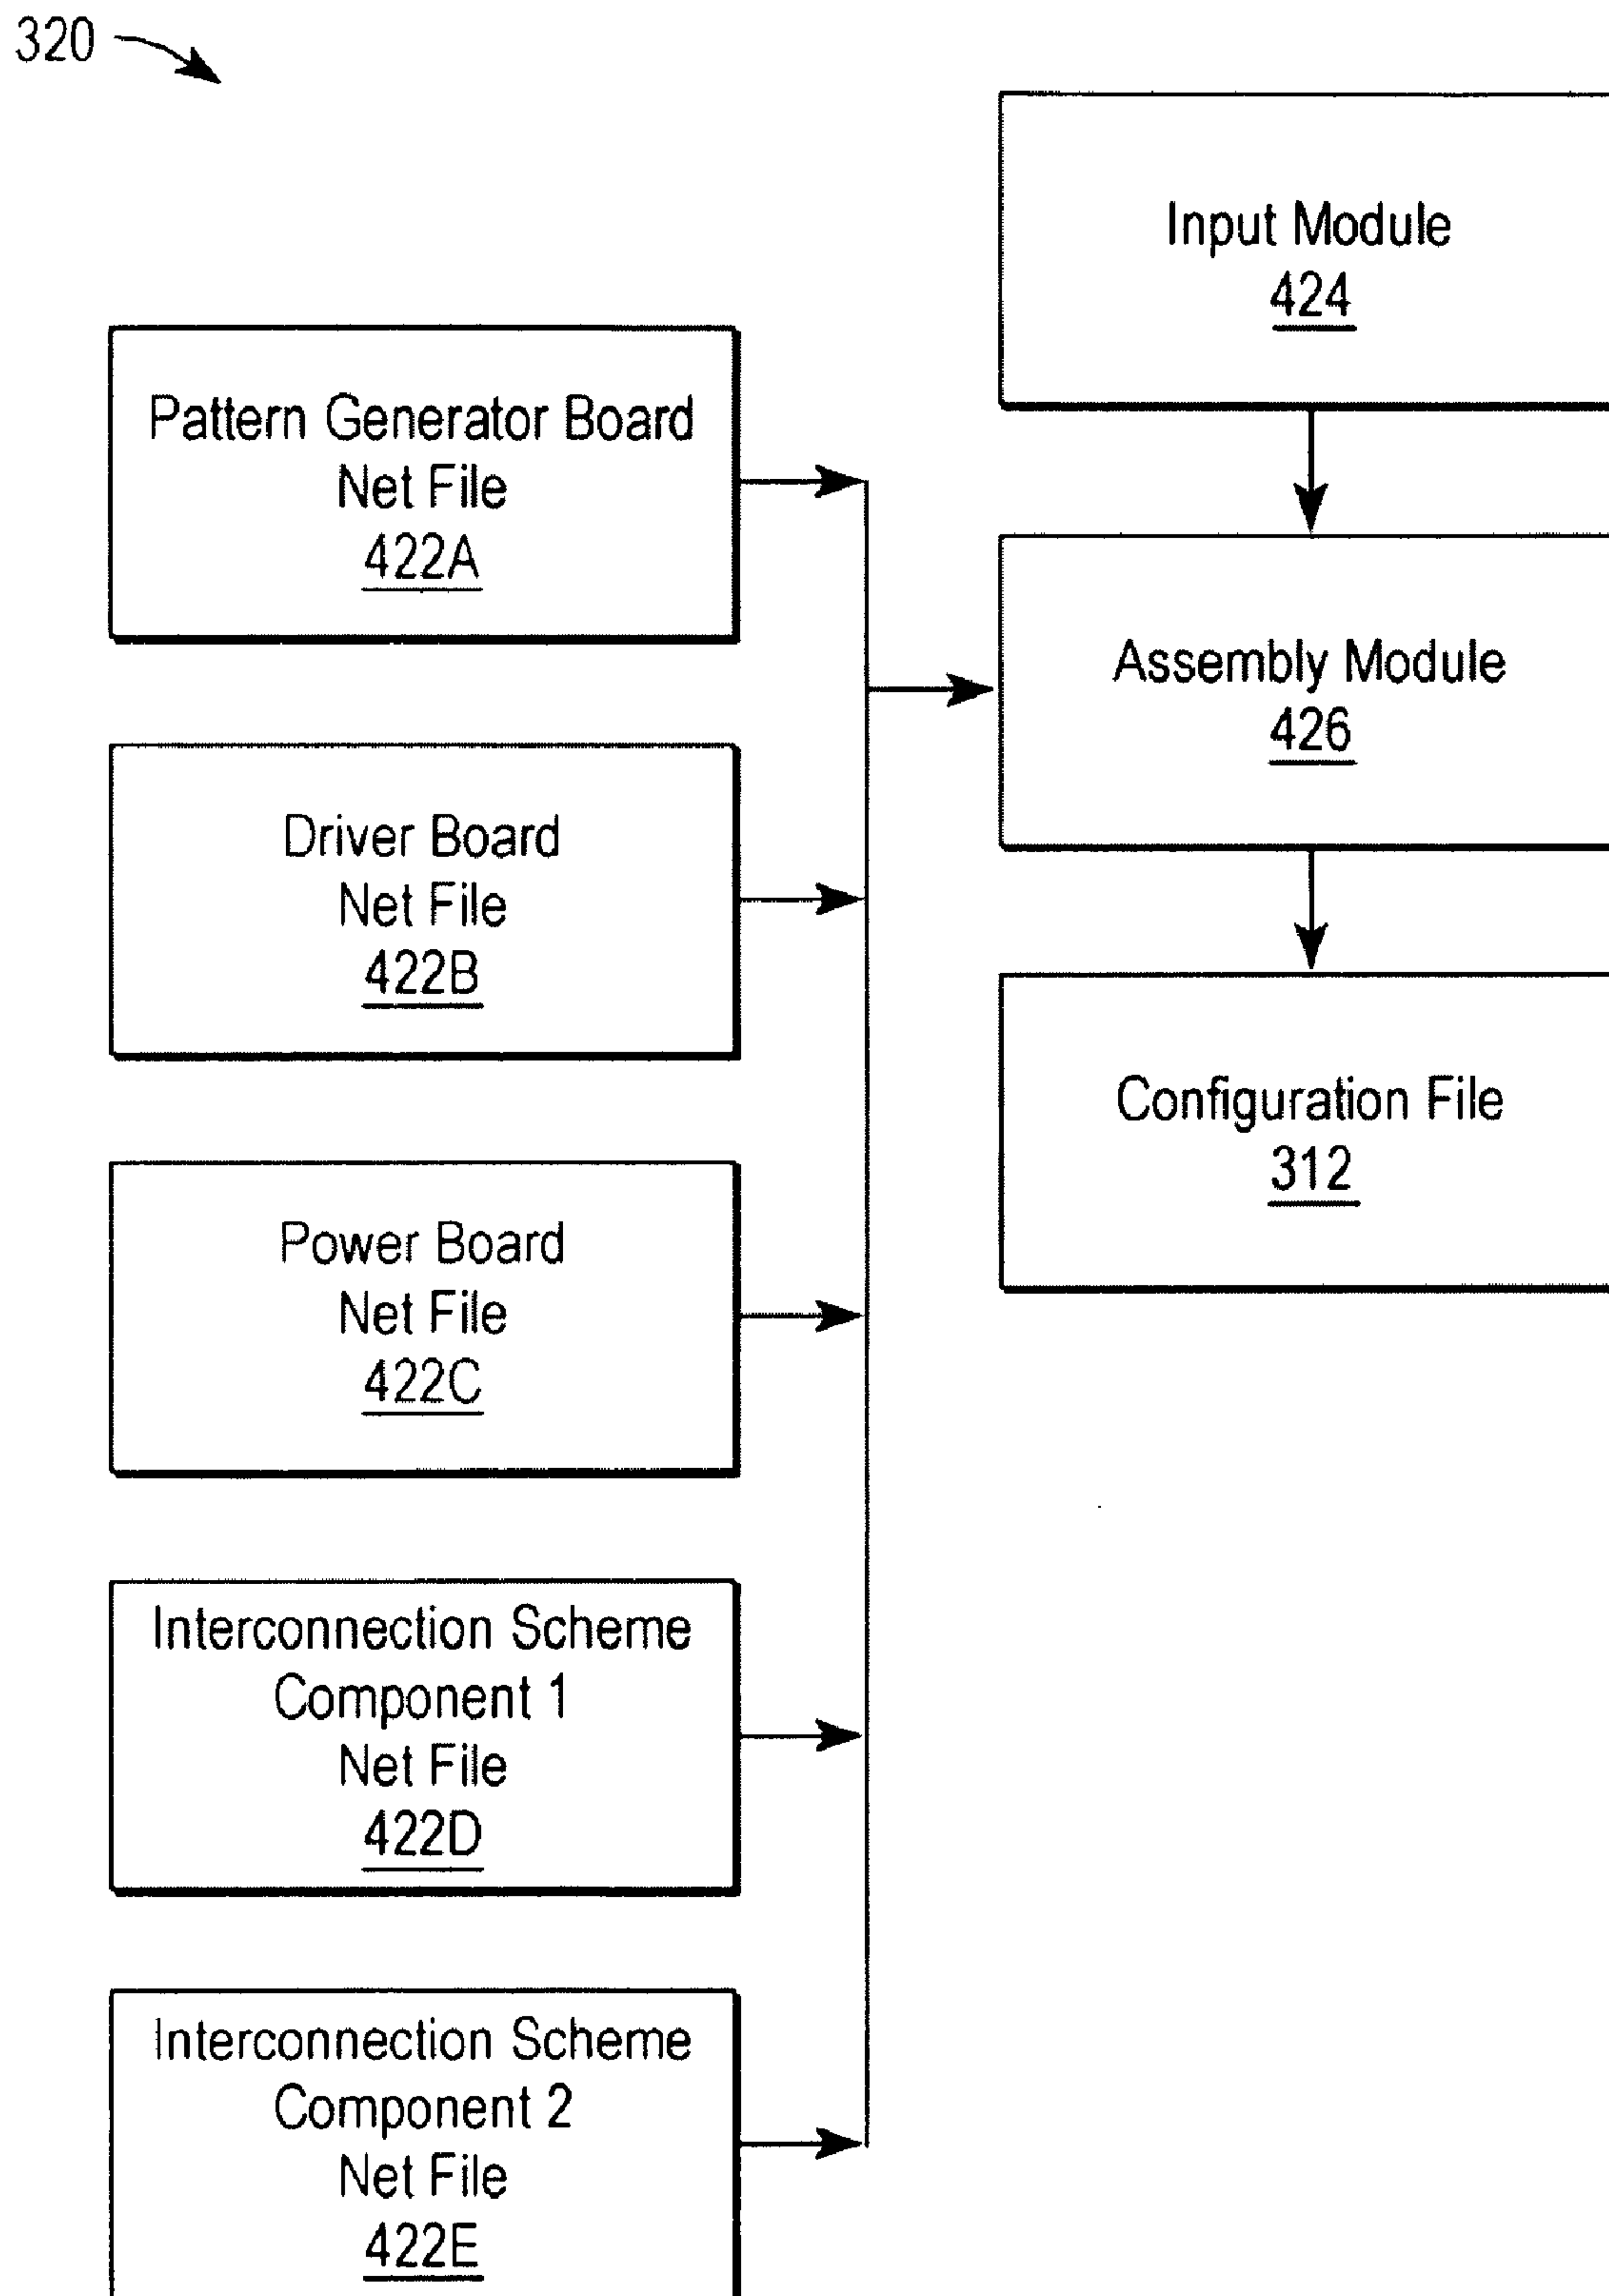 320
Input Module
424
Pattern Generator Board
Net File
422A
Assembly Module
426
Driver Board
Net File
422B
Configuration File
312
Power Board
Net File
422C
Interconnection Scheme
Component 1
Net File
422D
Interconnection Scheme
Component 2
Net File
422E